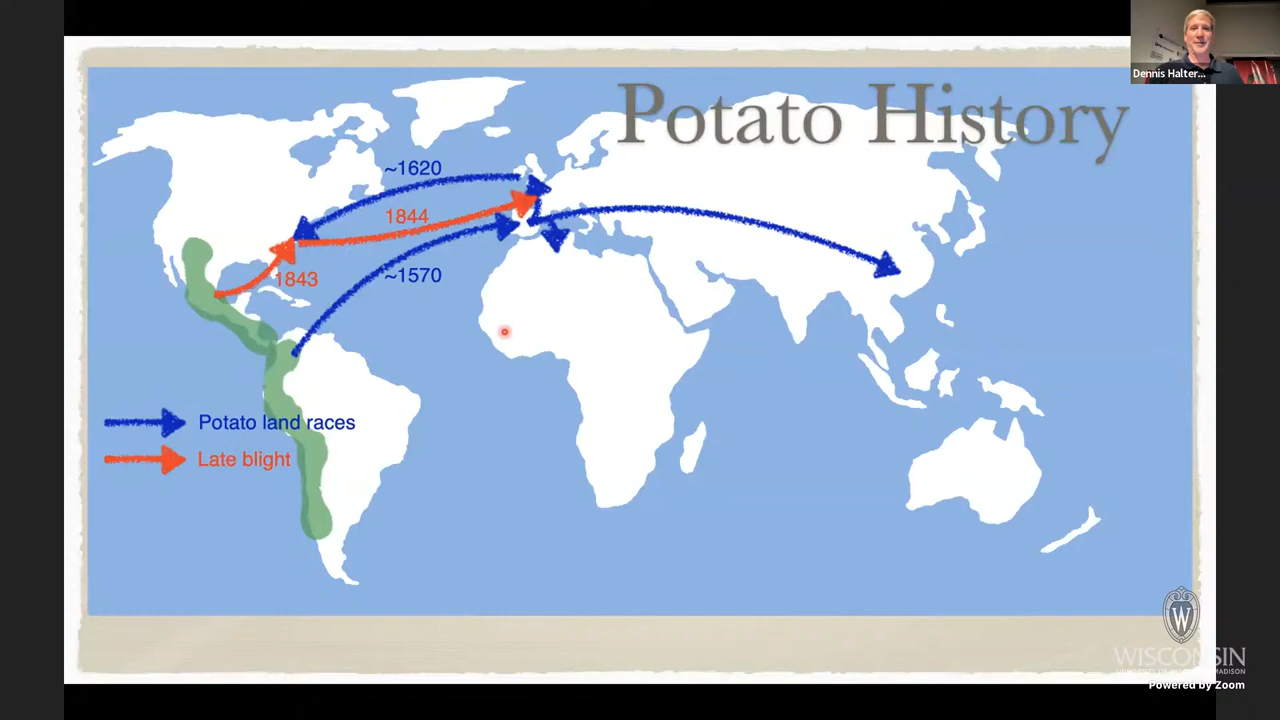 Potato History
Dennis Halter...
~1620
1844
1843
~1570
Potato land races
Late blight
W
WISCONSIN
Powered by Zoom